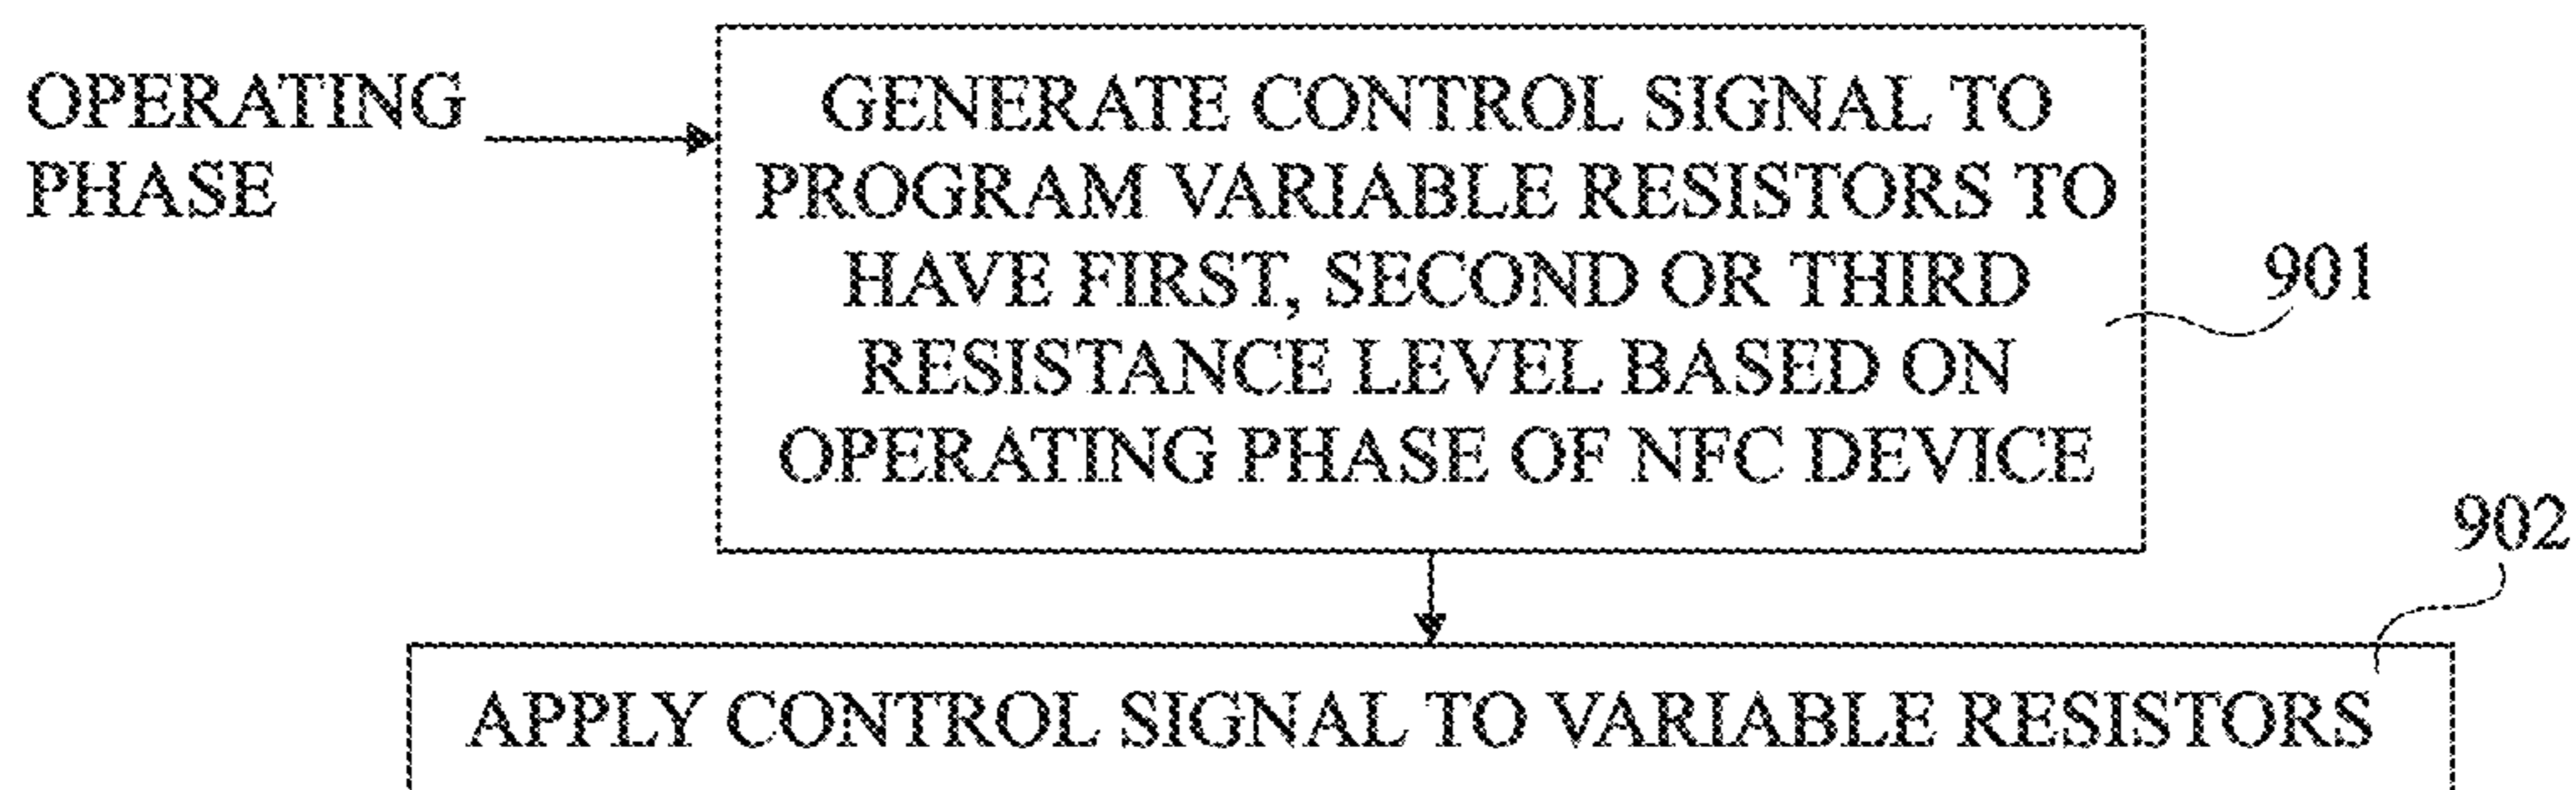 OPERATING
PHASE
GENERATE CONTROL SIGNAL TO
PROGRAM VARIABLE RESISTORS TO
HAVE FIRST, SECOND OR THIRD
RESISTANCE LEVEL BASED ON
OPERATING PHASE OF NFC DEVICE
901
902
APPLY CONTROL SIGNAL TO VARIABLE RESISTORS